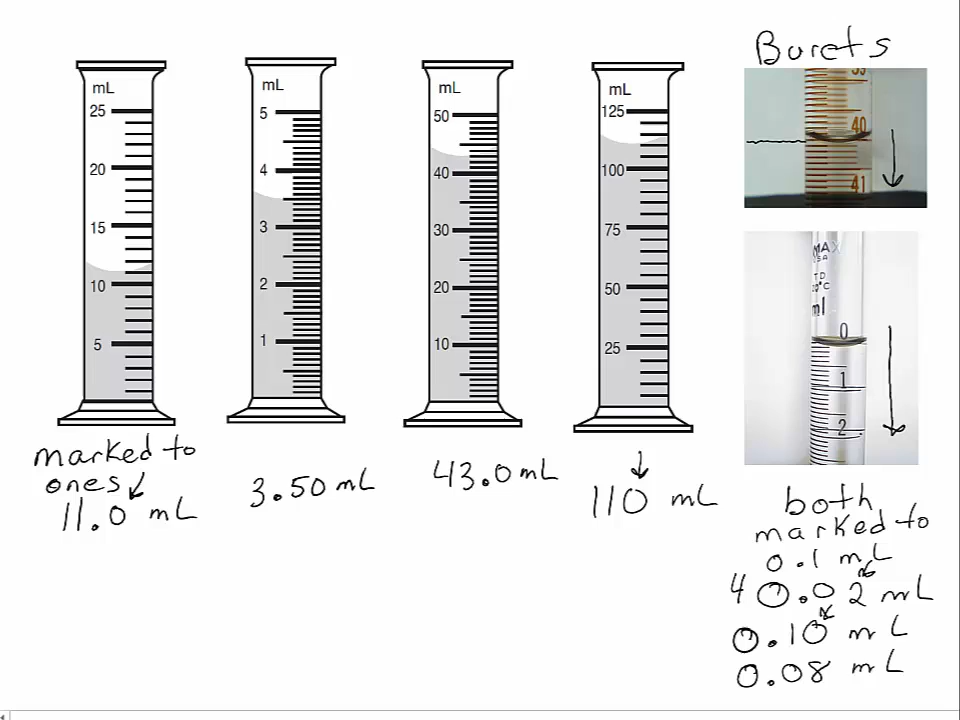 Burets
mL
25
20
15
10
5
mL
5
4
3
2
1
mL
50
40
30
20
10
mL
125
100
75
50
25
39
40
41
MAX
USA
TD
20°C
ml
0
1
2
marked to
ones
11.0 mL
3.50 mL
43.0 mL
110 mL
both
marked to
0.1 mL
40.02 mL
0.10 mL
0.08 mL